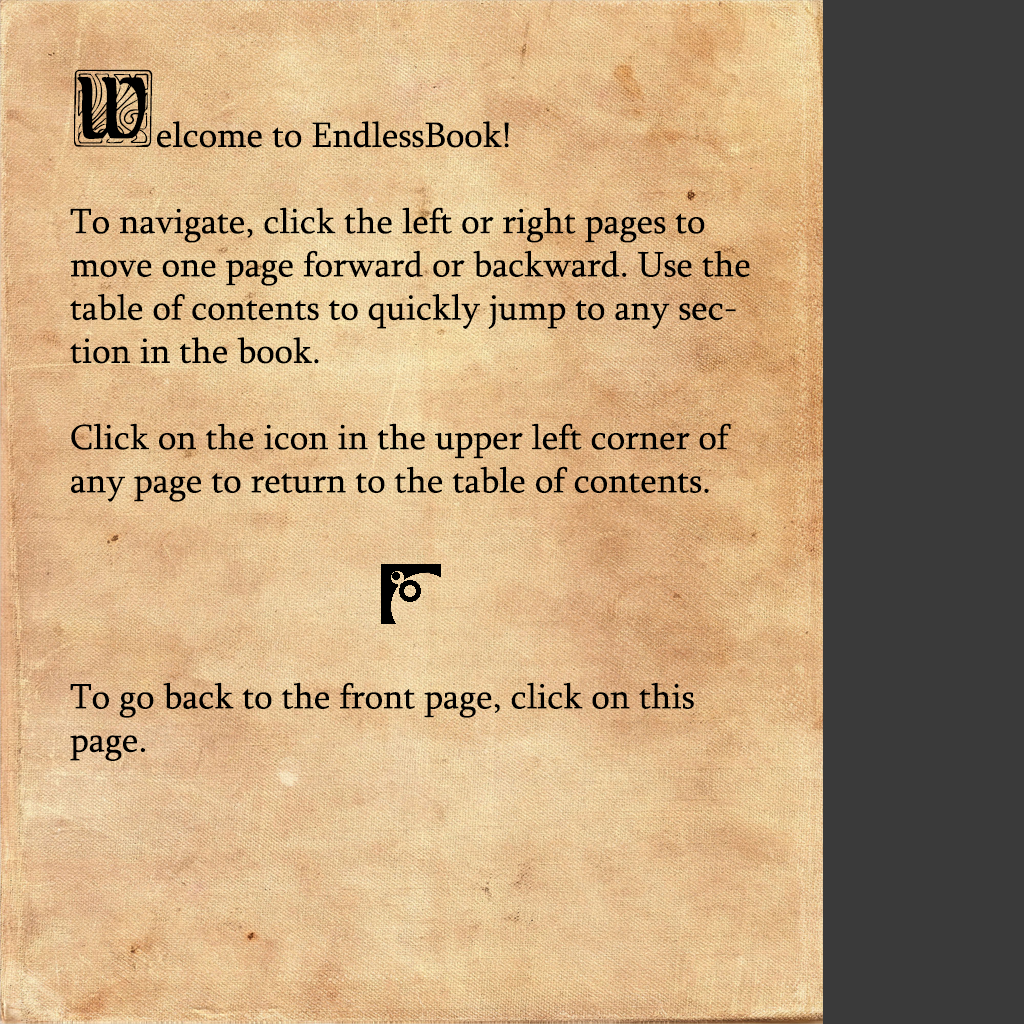 Welcome to EndlessBook!
To navigate, click the left or right pages to
move one page forward or backward. Use the
table of contents to quickly jump to any sec-
tion in the book.
Click on the icon in the upper left corner of
any page to return to the table of contents.
To go back to the front page, click on this
page.